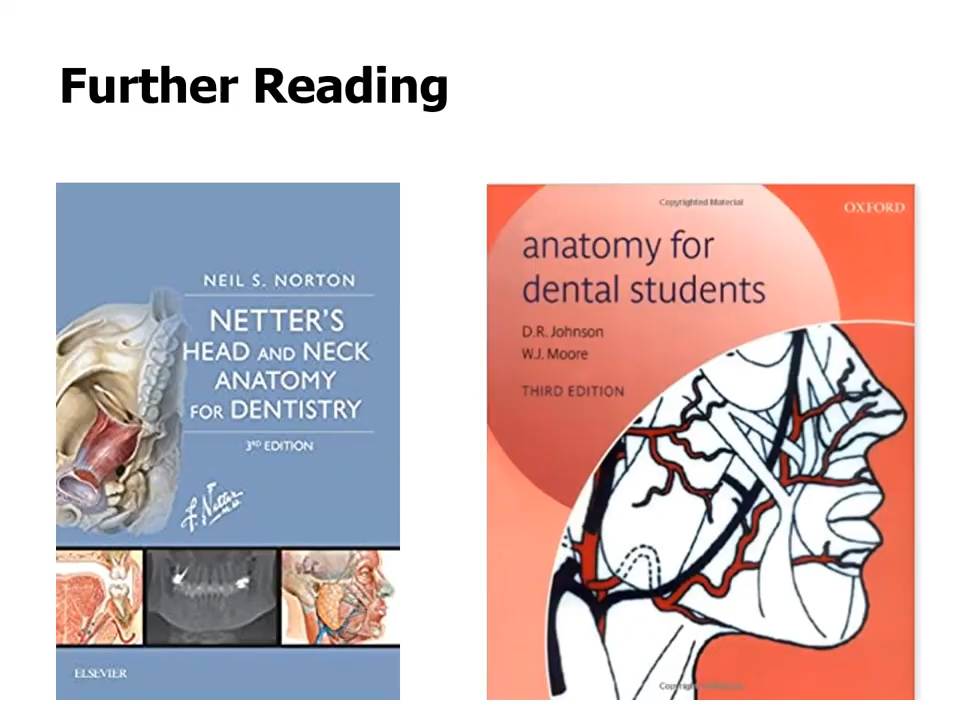 Further Reading
NEIL S. NORTON
NETTER'S
HEAD AND NECK
ANATOMY
FOR DENTISTRY
3RD EDITION
F. Netter
ELSEVIER
Copyrighted Material
OXFORD
anatomy for
dental students
D.R. Johnson
W.J. Moore
THIRD EDITION